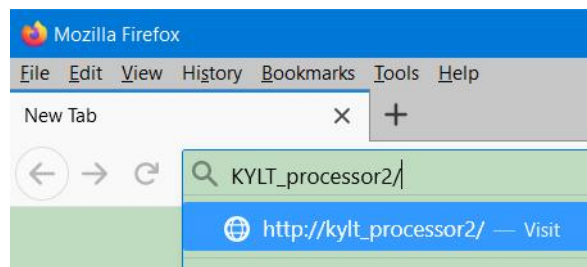 Mozilla Firefox
File Edit View History Bookmarks Tools Help
New Tab
KYLT_processor2/
http://kylt_processor2/ — Visit